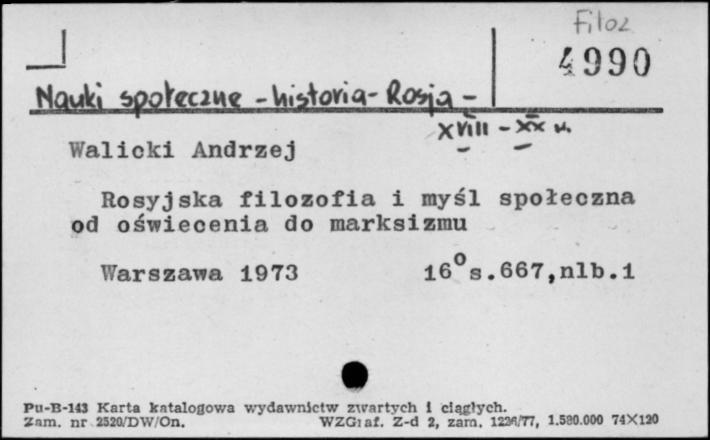 Filoz
4990
Nauki społeczne - historia - Rosja -
XVIII - XX w.
Walicki Andrzej
Rosyjska filozofia i myśl społeczna
od oświecenia do marksizmu
Warszawa 1973 16° s.667,nlb.1
Pu-B-143 Karta katalogowa wydawnictw zwartych i ciągłych.
Zam. nr 2520/DW/On. WZGraf. Z-d 2, zam. 1236/77, 1.580.000 74X120